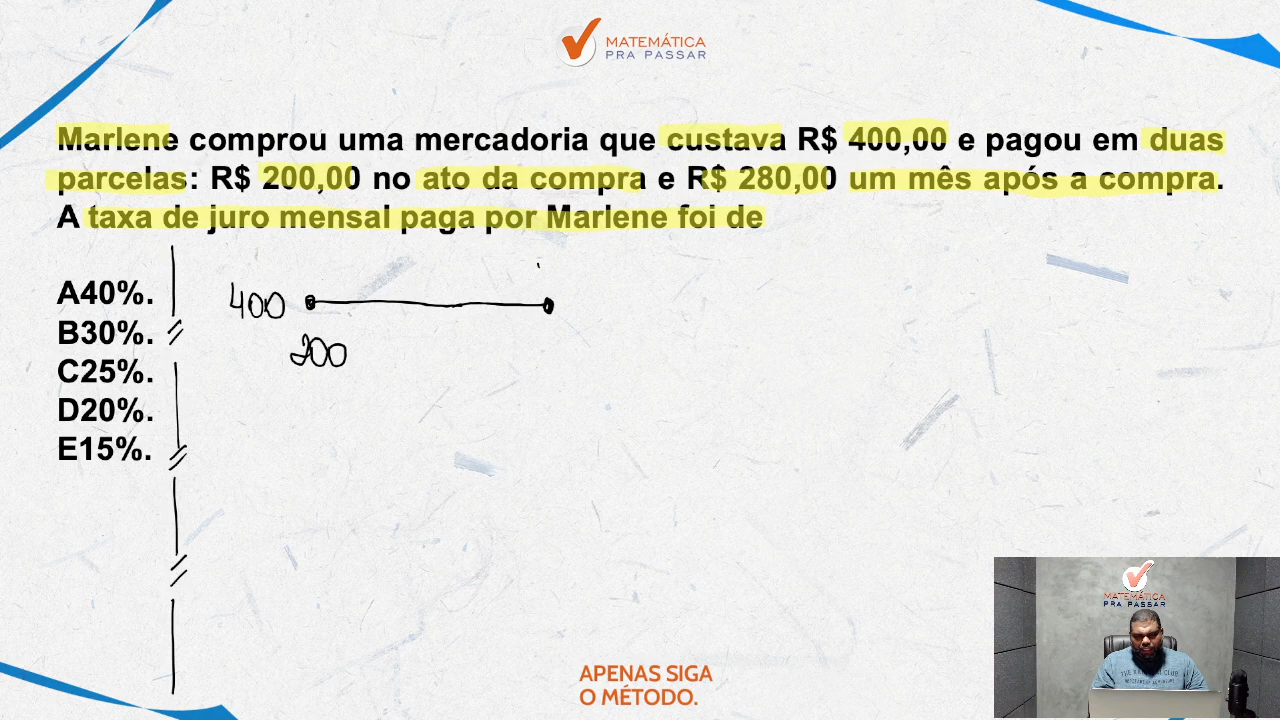 MATEMÁTICA
PRA PASSAR
Marlene comprou uma mercadoria que custava R$ 400,00 e pagou em duas
parcelas: R$ 200,00 no ato da compra e R$ 280,00 um mês após a compra.
A taxa de juro mensal paga por Marlene foi de
A40%.
B30%.
C25%.
D20%.
E15%.
400
200
MATEMÁTICA
PRA PASSAR
APENAS SIGA
O MÉTODO.